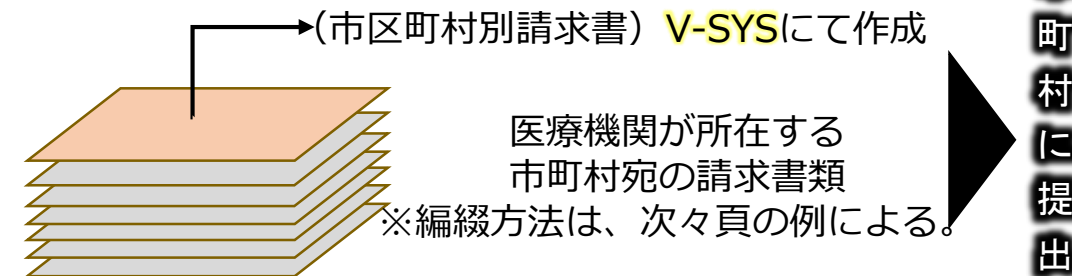 (市区町村別請求書)V-SYSにて作成
医療機関が所在する
市町村宛の請求書類
※編綴方法は、次々頁の例による。
町
村
に
提
出